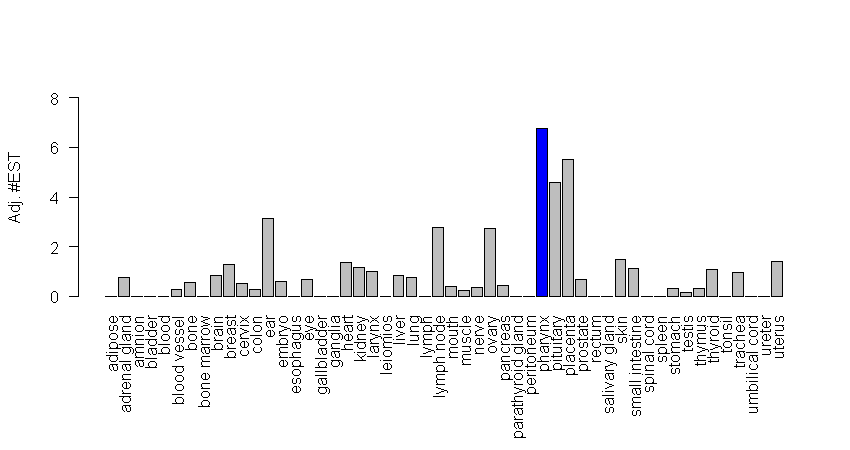 Adj. #EST
8
6
4
2
0
adipose
adrenal gland
amnion
bladder
blood
blood vessel
bone
bone marrow
brain
breast
cervix
colon
ear
embryo
esophagus
eye
gallbladder
ganglia
heart
kidney
larynx
leiomios
liver
lung
lymph
lymph node
mouth
muscle
nerve
ovary
pancreas
parathyroid gland
peritoneum
pharynx
pituitary
placenta
prostate
rectum
salivary gland
skin
small intestine
spinal cord
spleen
stomach
testis
thymus
thyroid
tonsil
trachea
umbilical cord
ureter
uterus